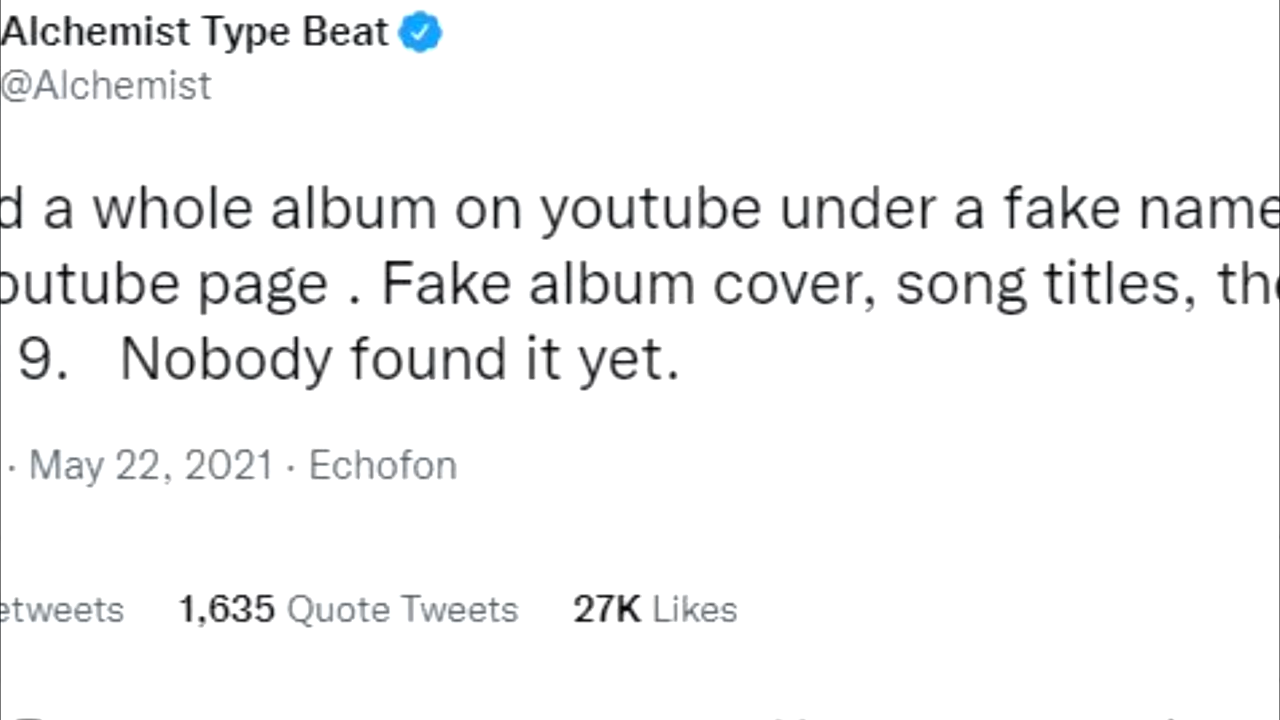 Alchemist Type Beat
@Alchemist
d a whole album on youtube under a fake name
outube page . Fake album cover, song titles, the
9. Nobody found it yet.
· May 22, 2021 · Echofon
etweets 1,635 Quote Tweets 27K Likes